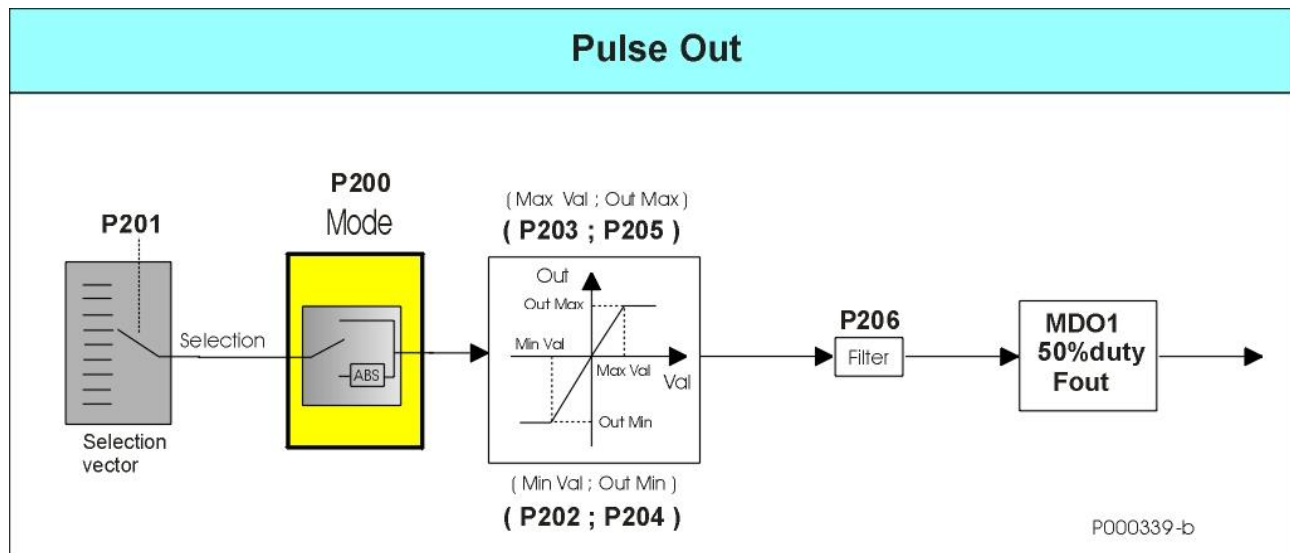 Pulse Out
P200
Mode
P201
( Max Val ; Out Max )
( P203 ; P205 )
Out
Out Max
Min Val
Max Val
Val
Out Min
Selection
ABS
P206
Filter
MDO1
50%duty
Fout
Selection
vector
( Min Val ; Out Min )
( P202 ; P204 )
P000339-b